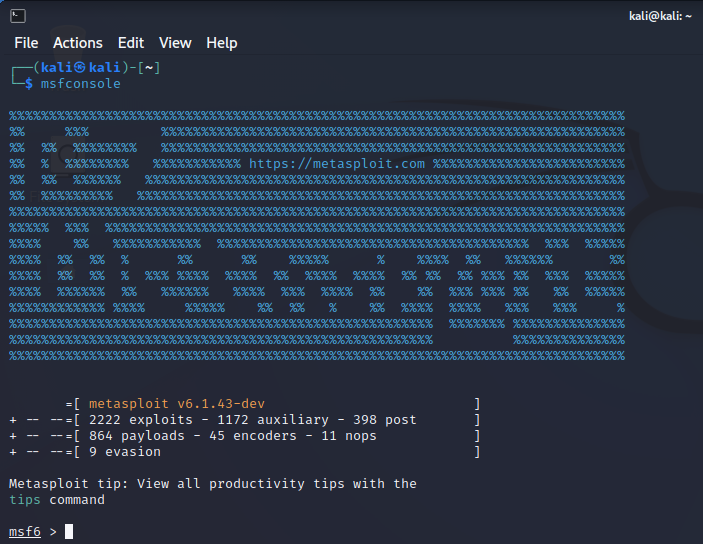 kali@kali: ~
File Actions Edit View Help
┌──(kali㉿kali)-[~]
└─$ msfconsole
%%%%%%%%%%%%%%%%%%%%%%%%%%%%%%%%%%%%%%%%%%%%%%%%%%%%%%%%%%%%%%%%%%%%%%%%%%%%%%%
%%     %%%         %%%%%%%%%%%%%%%%%%%%%%%%%%%%%%%%%%%%%%%%%%%%%%%%%%%%%%%%%%
%%  %%  %%%%%%%%   %%%%%%%%%%%%%%%%%%%%%%%%%%%%%%%%%%%%%%%%%%%%%%%%%%%%%%%%%%
%%  %  %%%%%%%%   %%%%%%%%%%% https://metasploit.com %%%%%%%%%%%%%%%%%%%%%%%%
%%  %%  %%%%%%   %%%%%%%%%%%%%%%%%%%%%%%%%%%%%%%%%%%%%%%%%%%%%%%%%%%%%%%%%%%%
%%  %%%%%%%%%   %%%%%%%%%%%%%%%%%%%%%%%%%%%%%%%%%%%%%%%%%%%%%%%%%%%%%%%%%%%%%
%%%%%%%%%%%%%%%%%%%%%%%%%%%%%%%%%%%%%%%%%%%%%%%%%%%%%%%%%%%%%%%%%%%%%%%%%%%%%%%
%%%%%  %%%  %%%%%%%%%%%%%%%%%%%%%%%%%%%%%%%%%%%%%%%%%%%%%%%%%%%%%%%%%%%%%%%%%
%%%%    %%   %%%%%%%%%%%  %%%%%%%%%%%%%%%%%%%%%%%%%%%%%%%%%%%%%%%  %%%  %%%%%
%%%%  %%  %%  %      %%      %%    %%%%%      %    %%%%  %%   %%%%%%       %%
%%%%  %%  %%  %  %%% %%%%  %%%%  %%  %%%%  %%%%  %% %%  %% %%% %%  %%%  %%%%%
%%%%  %%%%%%  %%   %%%%%%   %%%%  %%%  %%%%  %%    %%  %%% %%% %%   %%  %%%%%
%%%%%%%%%%%% %%%%     %%%%%    %%  %%   %    %%  %%%%  %%%%   %%%   %%%     %
%%%%%%%%%%%%%%%%%%%%%%%%%%%%%%%%%%%%%%%%%%%%%%%%%%%%%  %%%%%%% %%%%%%%%%%%%%%
%%%%%%%%%%%%%%%%%%%%%%%%%%%%%%%%%%%%%%%%%%%%%%%%%%%%%          %%%%%%%%%%%%%%
%%%%%%%%%%%%%%%%%%%%%%%%%%%%%%%%%%%%%%%%%%%%%%%%%%%%%%%%%%%%%%%%%%%%%%%%%%%%%%%
=[ metasploit v6.1.43-dev ]
+ -- --=[ 2222 exploits - 1172 auxiliary - 398 post ]
+ -- --=[ 864 payloads - 45 encoders - 11 nops ]
+ -- --=[ 9 evasion ]
Metasploit tip: View all productivity tips with the
tips command
msf6 >